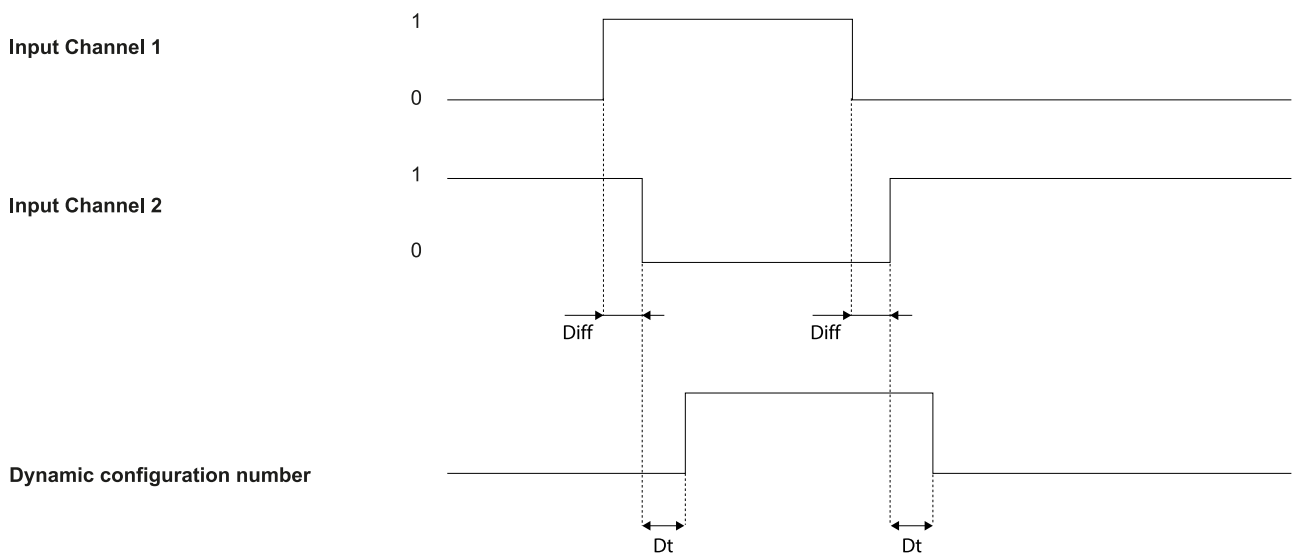 1
Input Channel 1
0
1
Input Channel 2
0
Diff Diff
Dynamic configuration number
Dt Dt